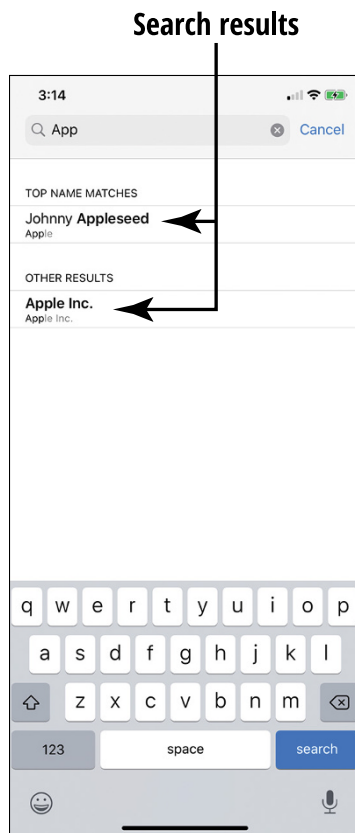 Search results
3:14
App
Cancel
TOP NAME MATCHES
Johnny Appleseed
Apple
OTHER RESULTS
Apple Inc.
Apple Inc.
q w e r t y u i o p
a s d f g h j k l
z x c v b n m
123 space search